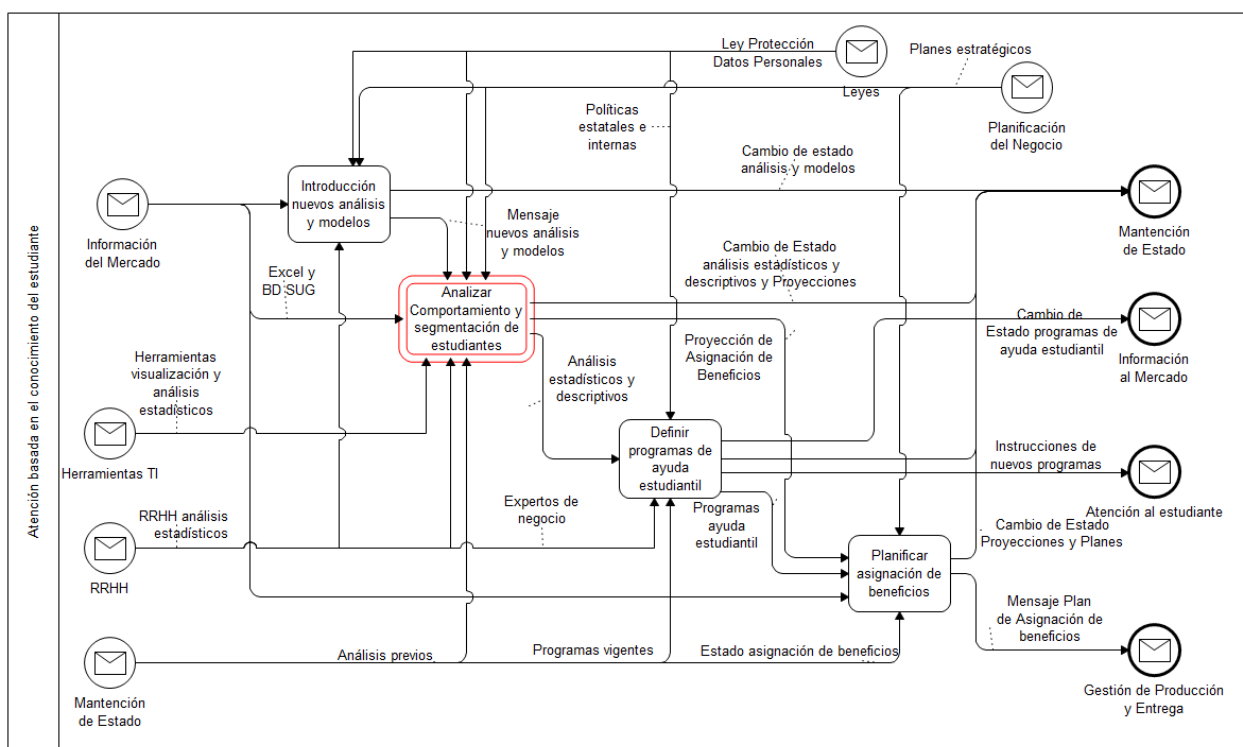 Atención basada en el conocimiento del estudiante
Ley Protección
Datos Personales
Leyes
Planes estratégicos
Planificación
del Negocio
Políticas
estatales e
internas
Cambio de estado
análisis y modelos
Introducción
nuevos análisis
y modelos
Información
del Mercado
Mensaje
nuevos análisis
y modelos
Mantención
de Estado
Excel y
BD SUG
Cambio de Estado
análisis estadísticos y
descriptivos y Proyecciones
Analizar
Comportamiento y
segmentación de
estudiantes
Cambio de
Estado programas de
ayuda estudiantil
Información
al Mercado
Herramientas
visualización y
análisis
estadísticos
Proyección de
Asignación de
Beneficios
Análisis
estadísticos y
descriptivos
Herramientas TI
Definir
programas de
ayuda
estudiantil
Instrucciones de
nuevos programas
Atención al estudiante
RRHH análisis
estadísticos
RRHH
Expertos de
negocio
Programas
ayuda
estudiantil
Cambio de Estado
Proyecciones y Planes
Planificar
asignación de
beneficios
Mensaje Plan
de Asignación de
beneficios
Análisis previos
Programas vigentes
Estado asignación de beneficios
Mantención
de Estado
Gestión de Producción
y Entrega